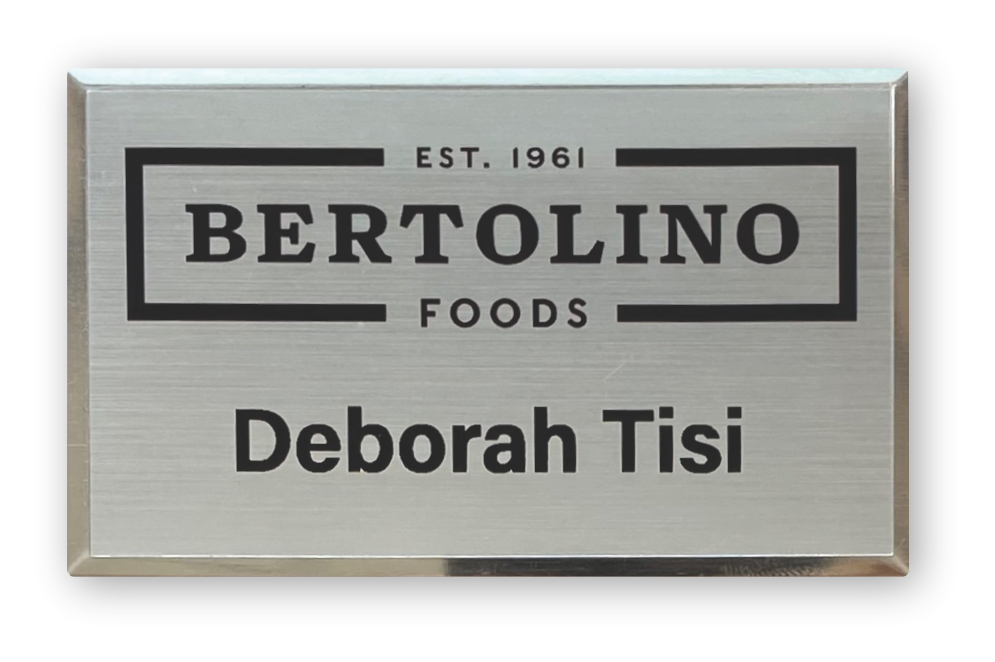 EST. 1961
BERTOLINO
FOODS
Deborah Tisi